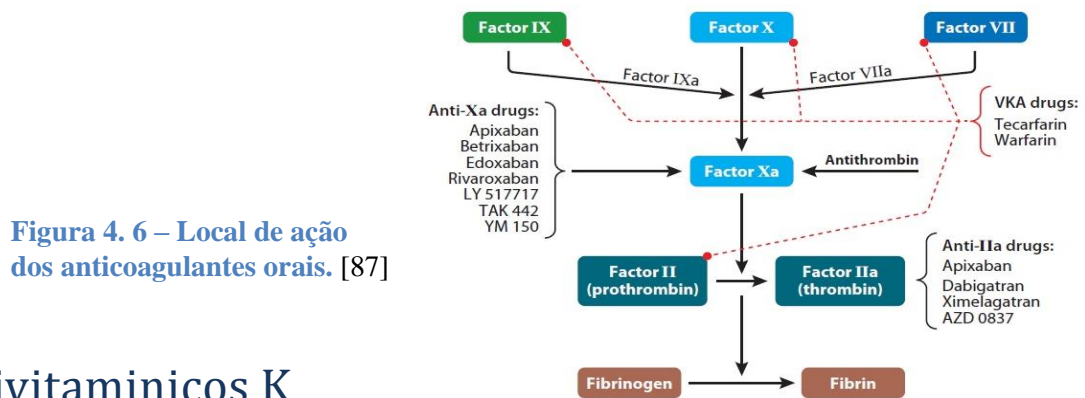 Factor IX
Factor X
Factor VII
Factor IXa
Factor VIIa
Anti-Xa drugs:
Apixaban
Betrixaban
Edoxaban
Rivaroxaban
LY 517717
TAK 442
YM 150
VKA drugs:
Tecarfarin
Warfarin
Factor Xa
Antithrombin
Figura 4. 6 – Local de ação
dos anticoagulantes orais. [87]
Factor II
(prothrombin)
Factor IIa
(thrombin)
Anti-IIa drugs:
Apixaban
Dabigatran
Ximelagatran
AZD 0837
ivitaminicos K
Fibrinogen
Fibrin